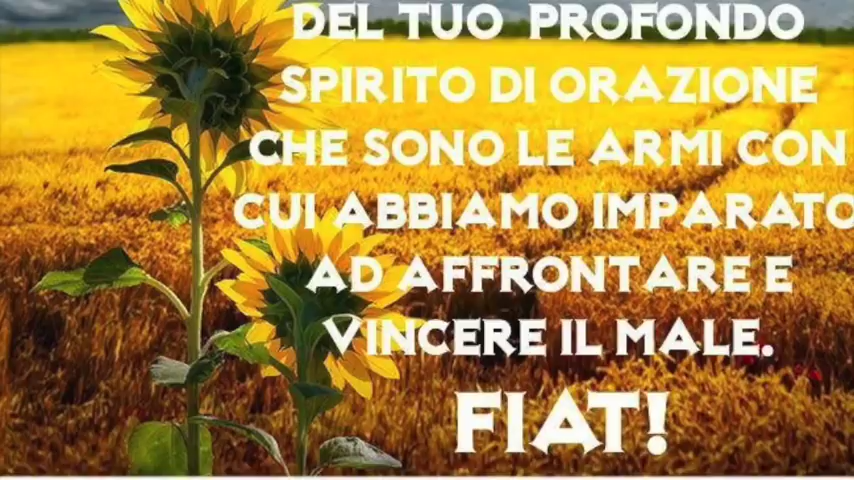 DEL TUO PROFONDO
SPIRITO DI ORAZIONE
CHE SONO LE ARMI CON
CUI ABBIAMO IMPARATO
AD AFFRONTARE E
VINCERE IL MALE.
FIAT!